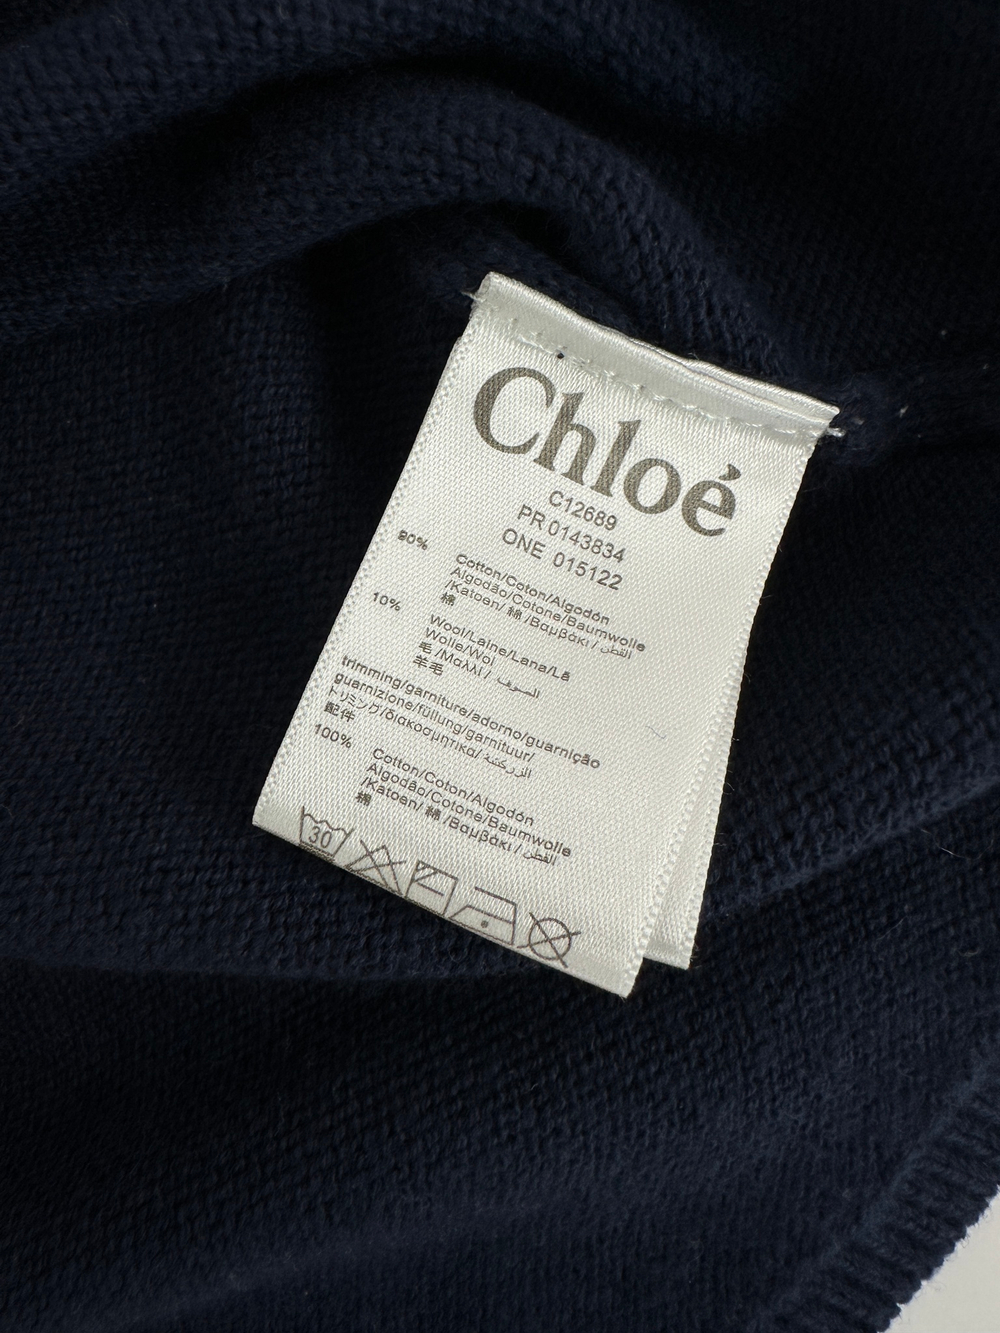 Chloé
C12689
PR 0143834
ONE 015122
90%
Cotton/Coton/Algodón
Algodão/Cotone/Baumwolle
/Katoen/ 綿 /Βαμβάκι / القطن
棉
10%
Wool/Laine/Lana/Lã
Wolle/Wol
毛 /Μαλλί / الصوف
羊毛
trimming/garniture/adorno/guarnição
guarnizione/füllung/garnituur/
トリミング/διακοσμητικά/ الزركشة
配件
100%
Cotton/Coton/Algodón
Algodão/Cotone/Baumwolle
/Katoen/ 綿 /Βαμβάκι / القطن
棉
30